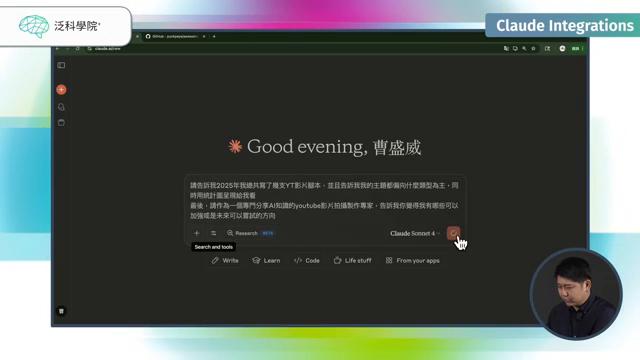 泛科學院
Claude Integrations
claude.ai/new
Good evening, 曹盛威
請告訴我2025年我總共寫了幾支YT影片腳本，並且告訴我我的主題都偏向什麼類型為主，同
時用統計圖呈現給我看
最後，請作為一個專門分享AI知識的youtube影片拍攝製作專家，告訴我你覺得我有哪些可以
加強或是未來可以嘗試的方向
Research BETA
Claude Sonnet 4
Search and tools
Write
Learn
Code
Life stuff
From your apps